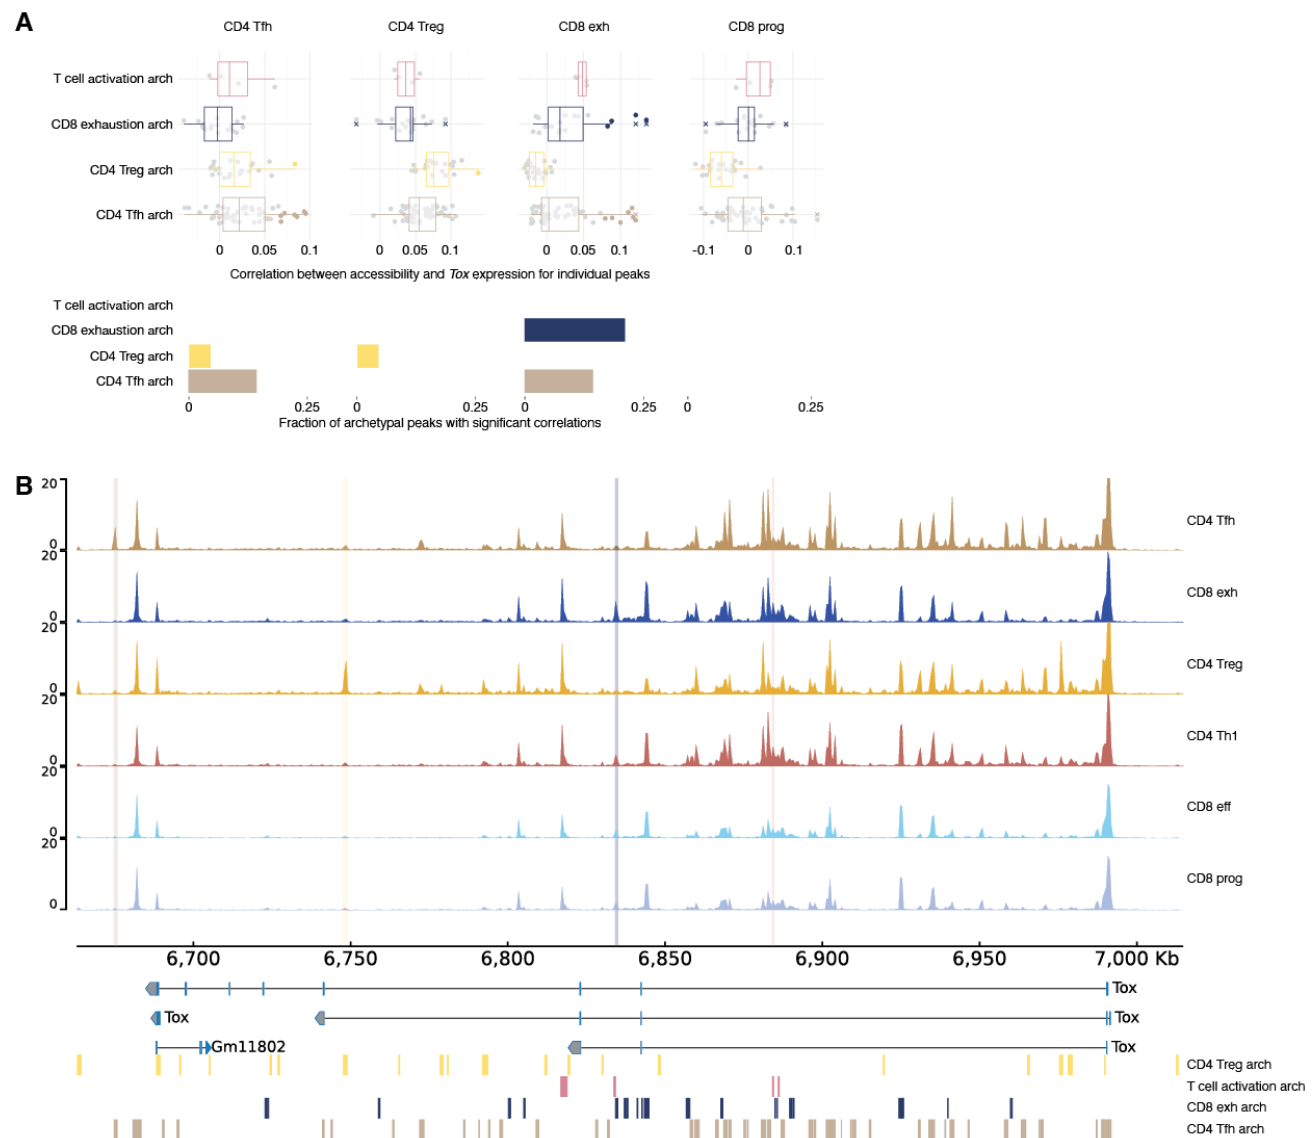 A
CD4 Tfh CD4 Treg CD8 exh CD8 prog
T cell activation arch
CD8 exhaustion arch
CD4 Treg arch
CD4 Tfh arch
0 0.05 0.1 0 0.05 0.1 0 0.05 0.1 -0.1 0 0.1
Correlation between accessibility and Tox expression for individual peaks
T cell activation arch
CD8 exhaustion arch
CD4 Treg arch
CD4 Tfh arch
0 0.25 0 0.25 0 0.25 0 0.25
Fraction of archetypal peaks with significant correlations
B
20
CD4 Tfh
0
20
CD8 exh
0
20
CD4 Treg
0
20
CD4 Th1
0
20
CD8 eff
0
20
CD8 prog
0
6,700 6,750 6,800 6,850 6,900 6,950 7,000 Kb
Tox
Tox Tox
Gm11802 Tox
CD4 Treg arch
T cell activation arch
CD8 exh arch
CD4 Tfh arch